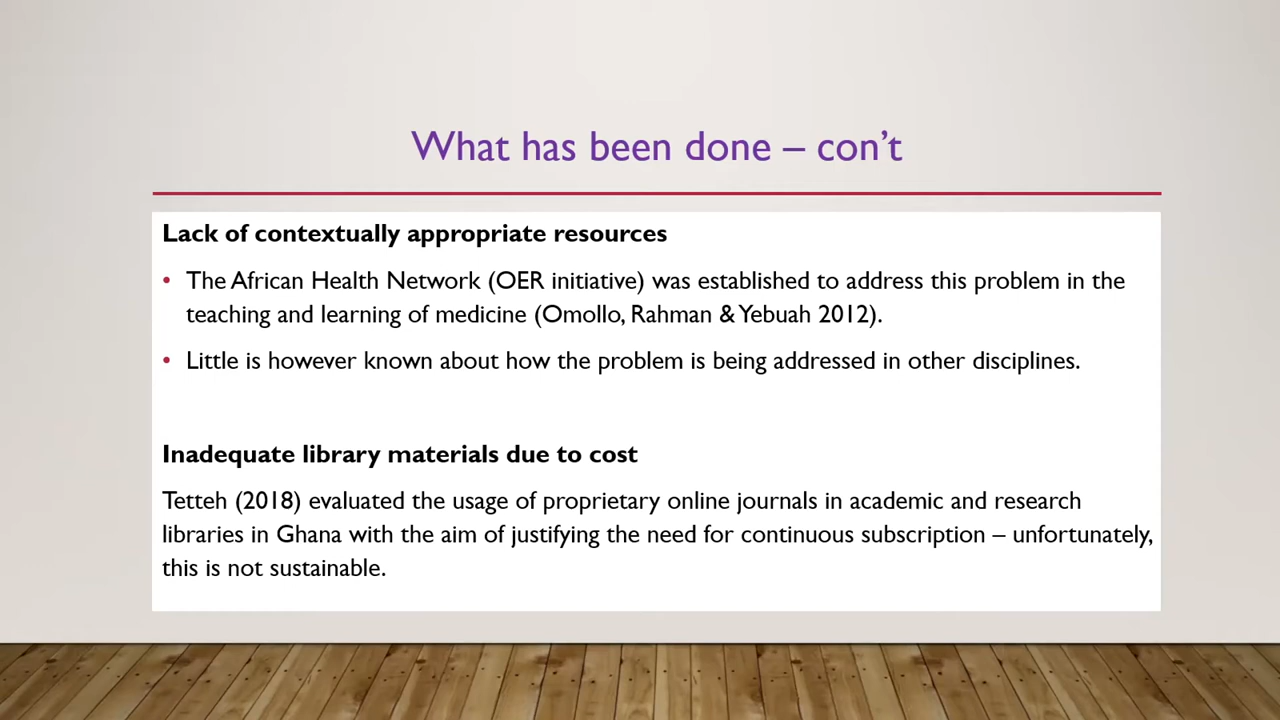 What has been done – con't
Lack of contextually appropriate resources
• The African Health Network (OER initiative) was established to address this problem in the
teaching and learning of medicine (Omollo, Rahman & Yebuah 2012).
• Little is however known about how the problem is being addressed in other disciplines.
Inadequate library materials due to cost
Tetteh (2018) evaluated the usage of proprietary online journals in academic and research
libraries in Ghana with the aim of justifying the need for continuous subscription – unfortunately,
this is not sustainable.